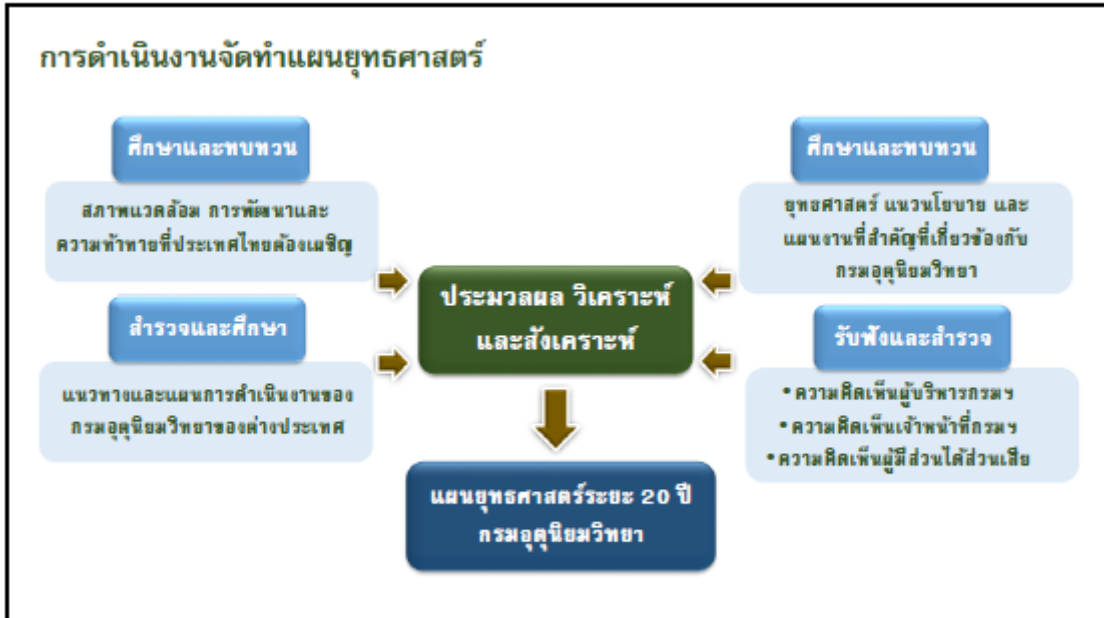 การดำเนินงานจัดทำแผนยุทธศาสตร์
ศึกษาและทบทวน
สภาพแวดล้อม การพัฒนาและ
ความท้าทายที่ประเทศไทยต้องเผชิญ
สำรวจและศึกษา
แนวทางและแผนการดำเนินงานของ
กรมอุตุนิยมวิทยาของต่างประเทศ
ศึกษาและทบทวน
ยุทธศาสตร์ แนวนโยบาย และ
แผนงานที่สำคัญที่เกี่ยวข้องกับ
กรมอุตุนิยมวิทยา
รับฟังและสำรวจ
• ความคิดเห็นผู้บริหารกรมฯ
• ความคิดเห็นเจ้าหน้าที่กรมฯ
• ความคิดเห็นผู้มีส่วนได้ส่วนเสีย
ประมวลผล วิเคราะห์
และสังเคราะห์
แผนยุทธศาสตร์ระยะ 20 ปี
กรมอุตุนิยมวิทยา